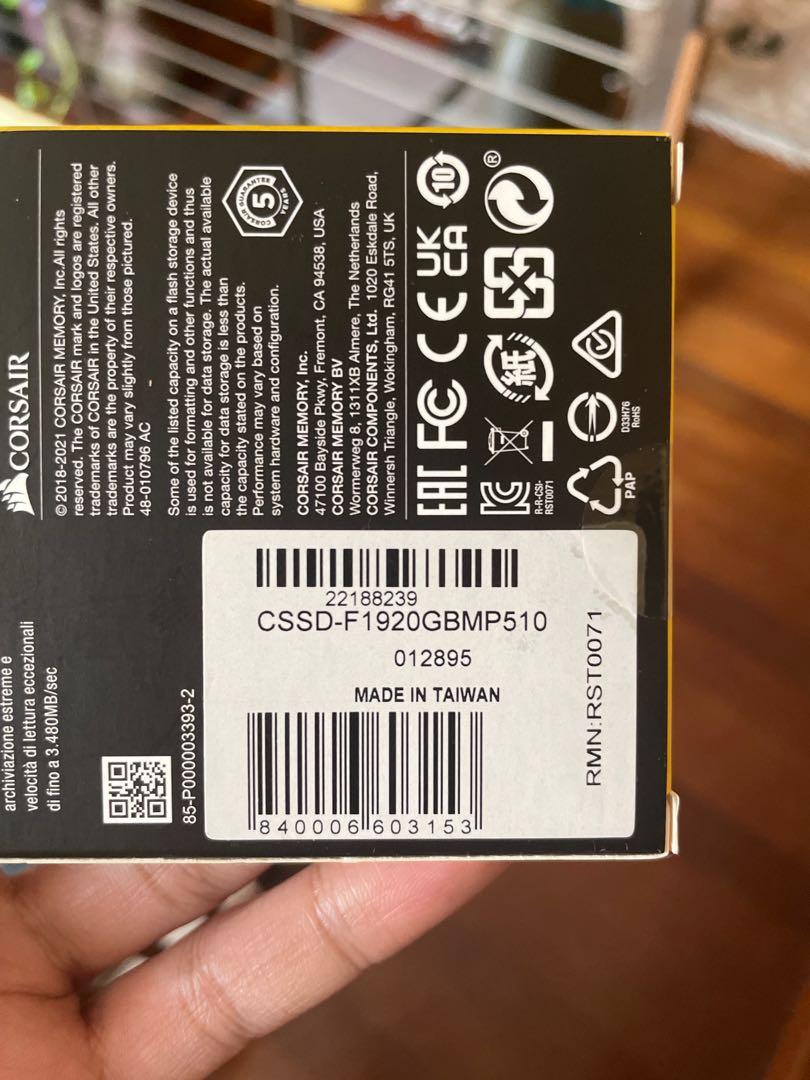 CORSAIR
© 2018-2021 CORSAIR MEMORY, Inc.All rights
reserved. The CORSAIR mark and logos are registered
trademarks of CORSAIR in the United States. All other
trademarks are the property of their respective owners.
Product may vary slightly from those pictured.
48-010796 AC
Some of the listed capacity on a flash storage device
is used for formatting and other functions and thus
is not available for data storage. The actual available
capacity for data storage is less than
the capacity stated on the products.
Performance may vary based on
system hardware and configuration.
CORSAIR GUARANTEE
5
YEARS
CORSAIR MEMORY, Inc.
47100 Bayside Pkwy, Fremont, CA 94538, USA
CORSAIR MEMORY BV
Wormerweg 8, 1311XB Almere, The Netherlands
CORSAIR COMPONENTS, Ltd. 1020 Eskdale Road,
Winnersh Triangle, Wokingham, RG41 5TS, UK
EAC FC CE UK CA 10
R-R-CSI-
RST0071
紙
®
D33H76
RoHS
PAP
archiviazione estreme e
velocità di lettura eccezionali
di fino a 3.480MB/sec
85-P000003393-2
22188239
CSSD-F1920GBMP510
012895
MADE IN TAIWAN
840006603153
RMN:RST0071